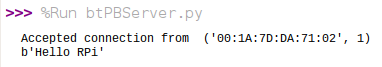 >>> %Run btPBServer.py
Accepted connection from  ('00:1A:7D:DA:71:02', 1)
b'Hello RPi'